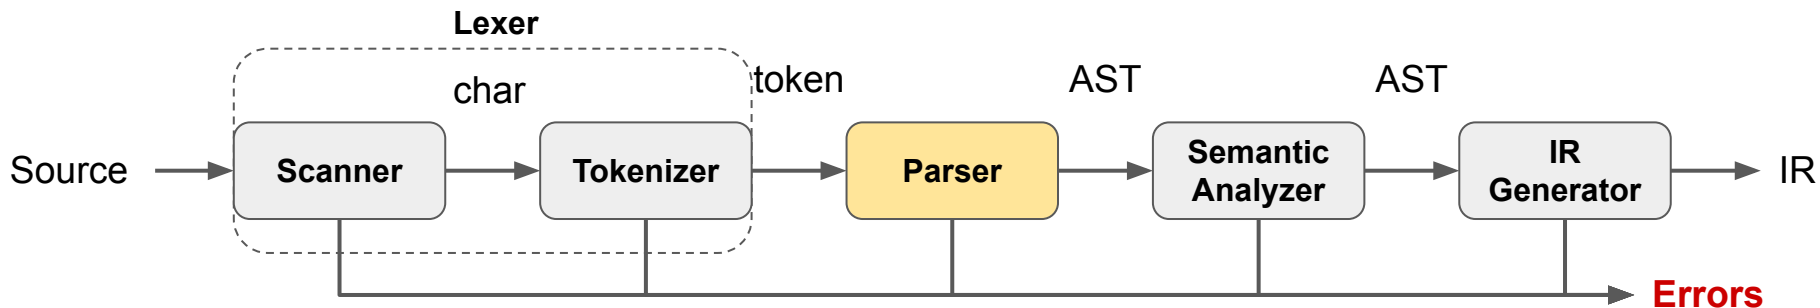 Lexer
char
token
AST
AST
Source
Scanner
Tokenizer
Parser
Semantic
Analyzer
IR
Generator
IR
Errors